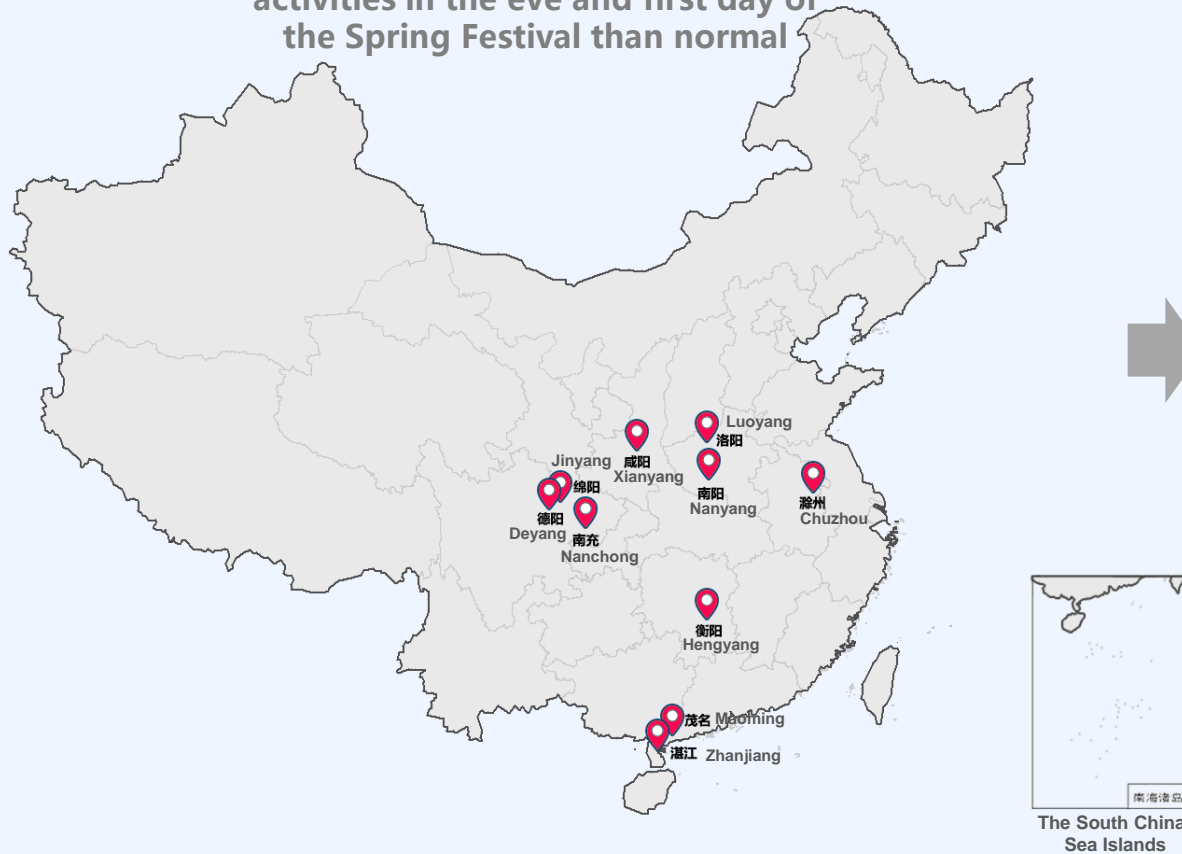 activities in the eve and first day of
the Spring Festival than normal
Luoyang
洛阳
咸阳
Xianyang
Jinyang
绵阳
南阳
Nanyang
滁州
Chuzhou
德阳
Deyang
南充
Nanchong
衡阳
Hengyang
茂名 Maoming
湛江 Zhanjiang
南海诸岛
The South China
Sea Islands